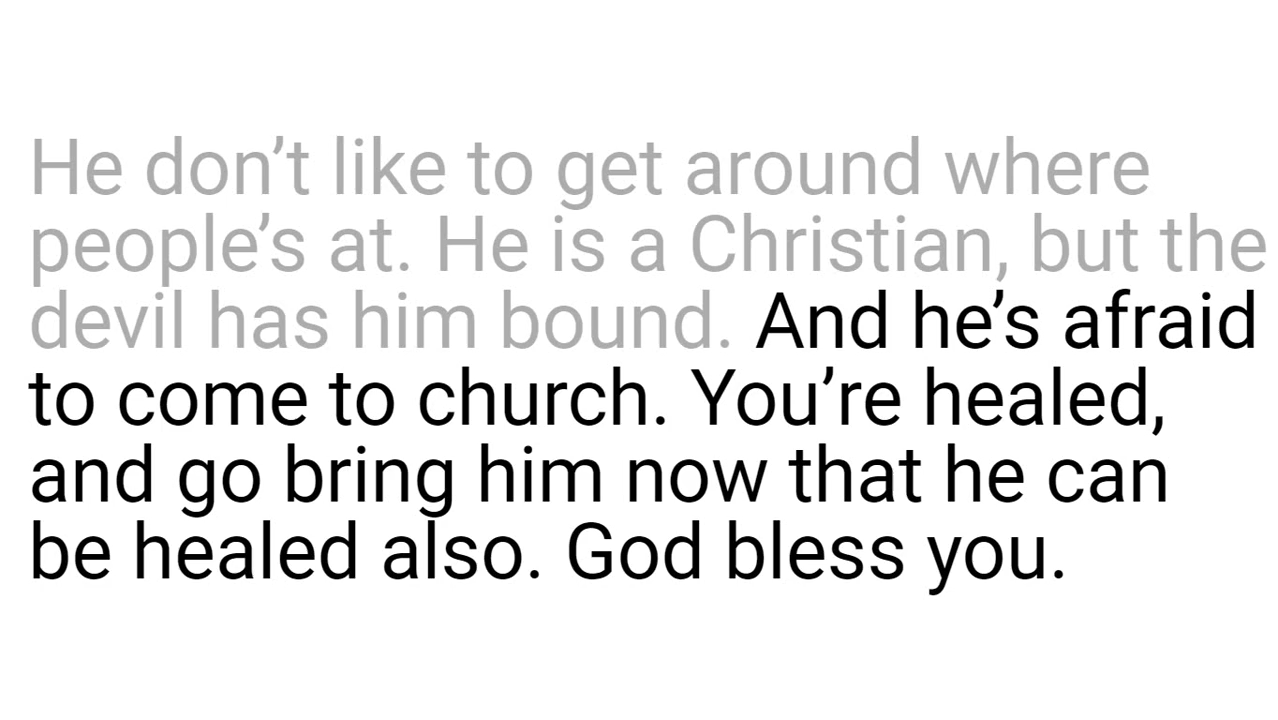 He don’t like to get around where
people’s at. He is a Christian, but the
devil has him bound. And he’s afraid
to come to church. You’re healed,
and go bring him now that he can
be healed also. God bless you.